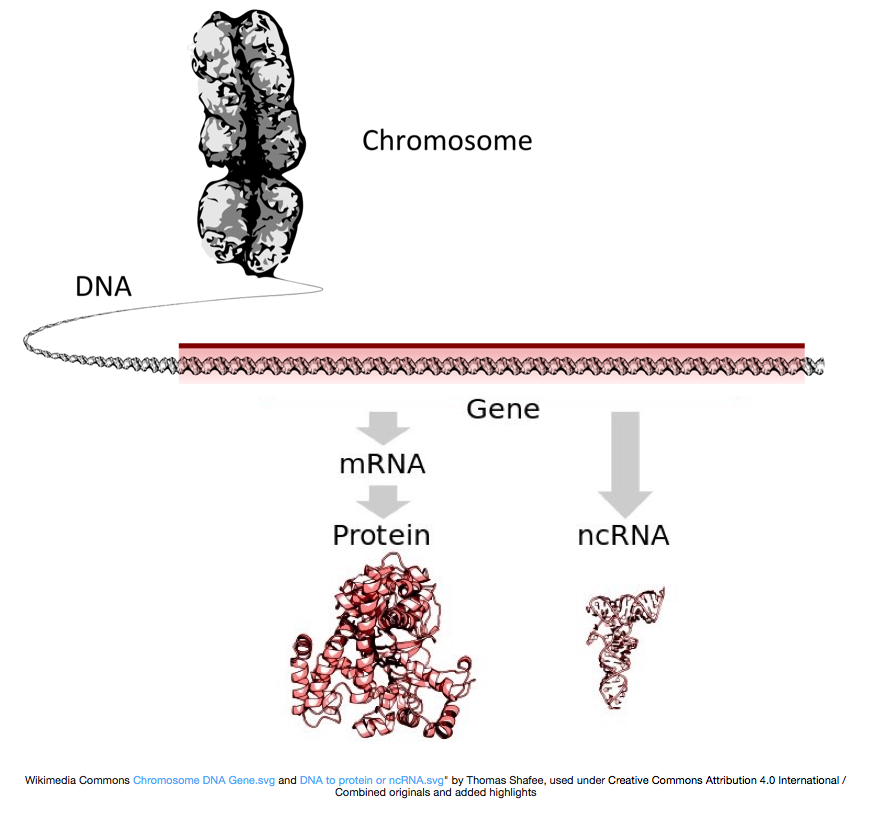 Chromosome
DNA
Gene
mRNA
Protein
ncRNA
Wikimedia Commons Chromosome DNA Gene.svg and DNA to protein or ncRNA.svg" by Thomas Shafee, used under Creative Commons Attribution 4.0 International /
Combined originals and added highlights